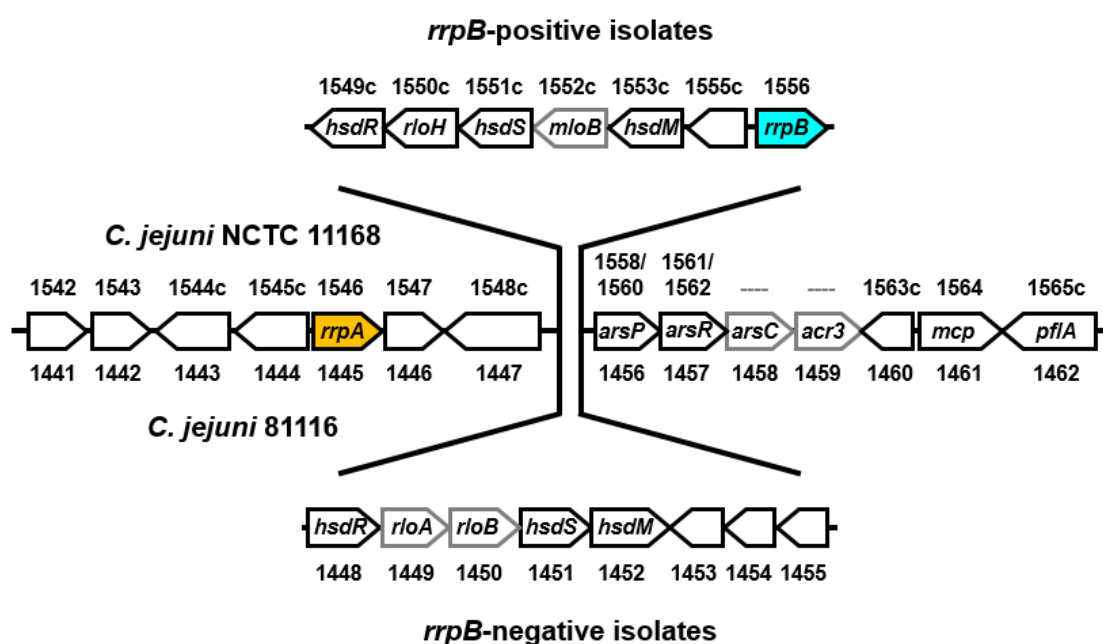 rrpB-positive isolates
1549c 1550c 1551c 1552c 1553c 1555c 1556
hsdR rloH hsdS mloB hsdM rrpB
C. jejuni NCTC 11168
1558/ 1561/
1542 1543 1544c 1545c 1546 1547 1548c 1560 1562 ---- ---- 1563c 1564 1565c
rrpA arsP arsR arsC acr3 mcp pflA
1441 1442 1443 1444 1445 1446 1447 1456 1457 1458 1459 1460 1461 1462
C. jejuni 81116
hsdR rloA rloB hsdS hsdM
1448 1449 1450 1451 1452 1453 1454 1455
rrpB-negative isolates